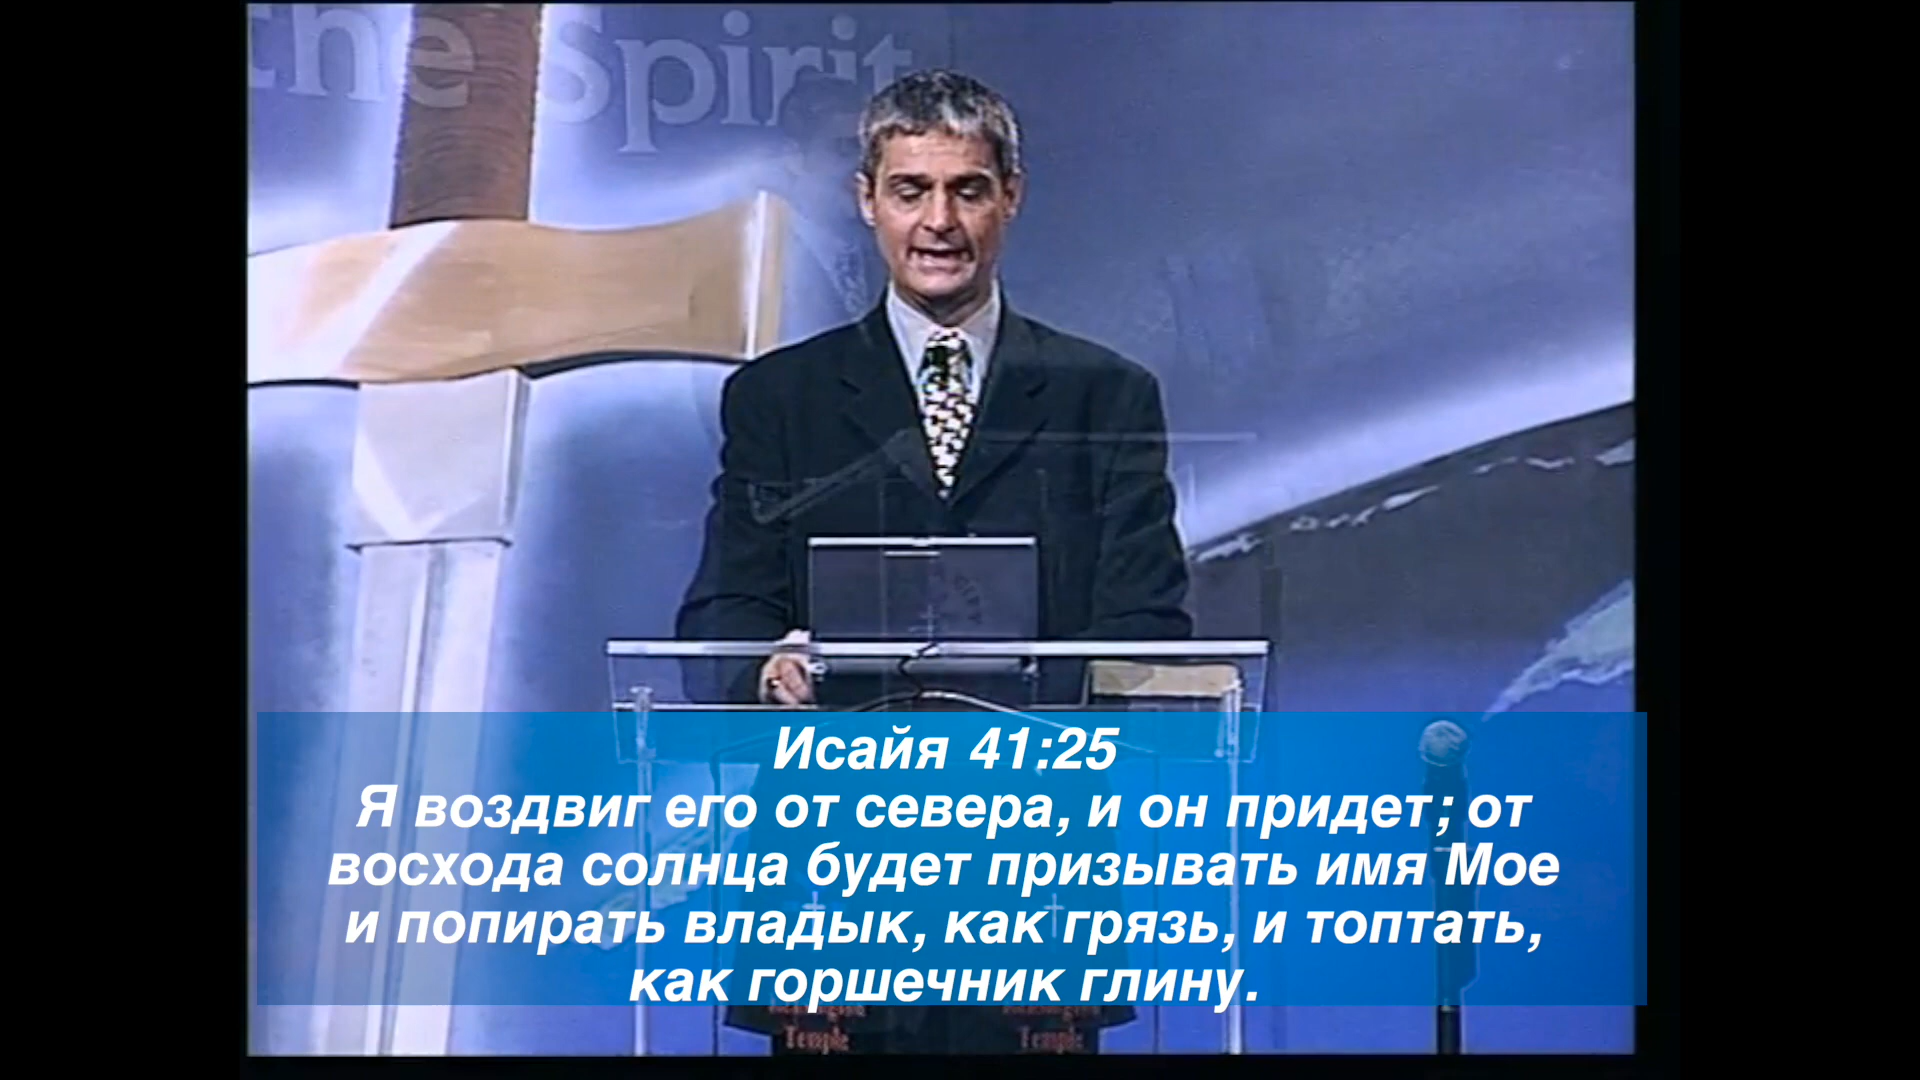 the Spirit
Исайя 41:25
Я воздвиг его от севера, и он придет; от
восхода солнца будет призывать имя Мое
и попирать владык, как грязь, и топтать,
как горшечник глину.
Temple Temple